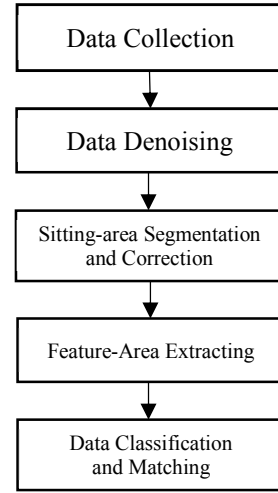 Data Collection
Data Denoising
Sitting-area Segmentation
and Correction
Feature-Area Extracting
Data Classification
and Matching